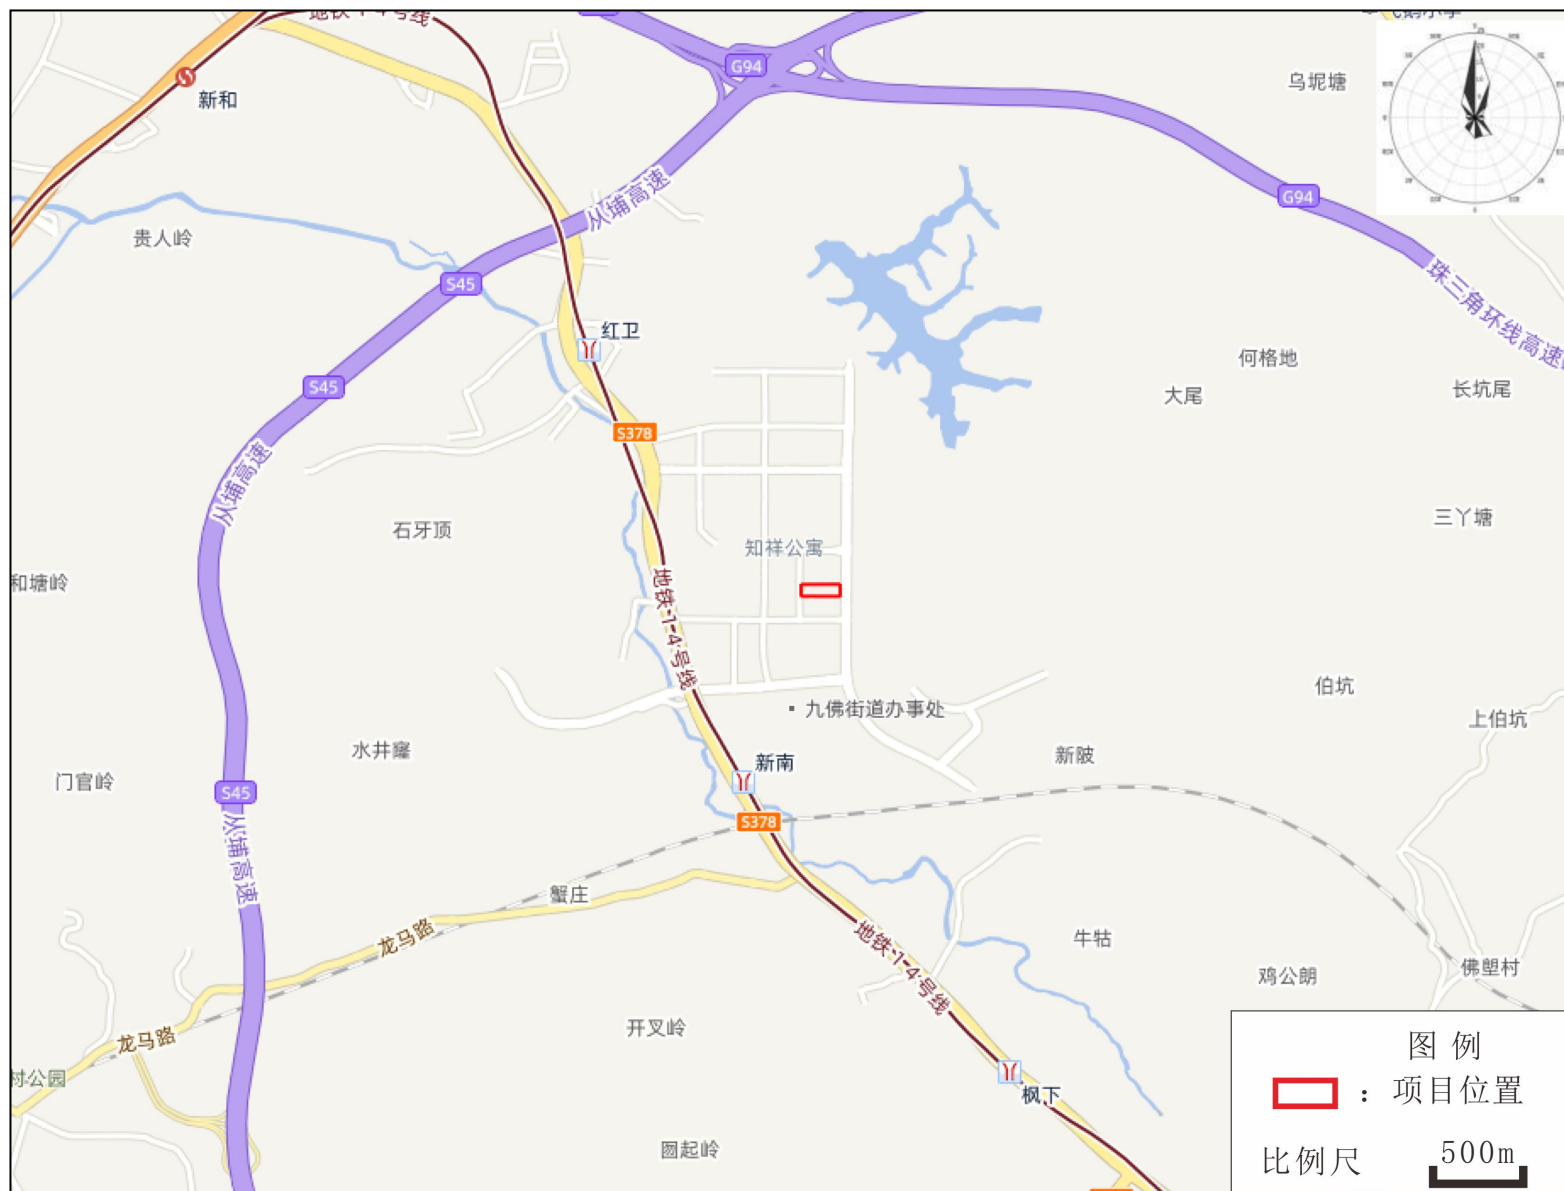 地铁14号线
飞鹅小学
G94
乌坭塘
新和
G94
从埔高速
贵人岭
S45
珠三角环线高速
红卫
何格地
S45
大尾
长坑尾
S378
从埔高速
三丫塘
石牙顶
知祥公寓
和塘岭
地铁14号线
伯坑
九佛街道办事处
上伯坑
水井窿
新陂
新南
门官岭
S45
S378
从埔高速
蟹庄
龙马路
地铁14号线
牛牯
佛塱村
鸡公朗
开叉岭
龙马路
图 例
枫下
村公园
：项目位置
囫起岭
比例尺
500m